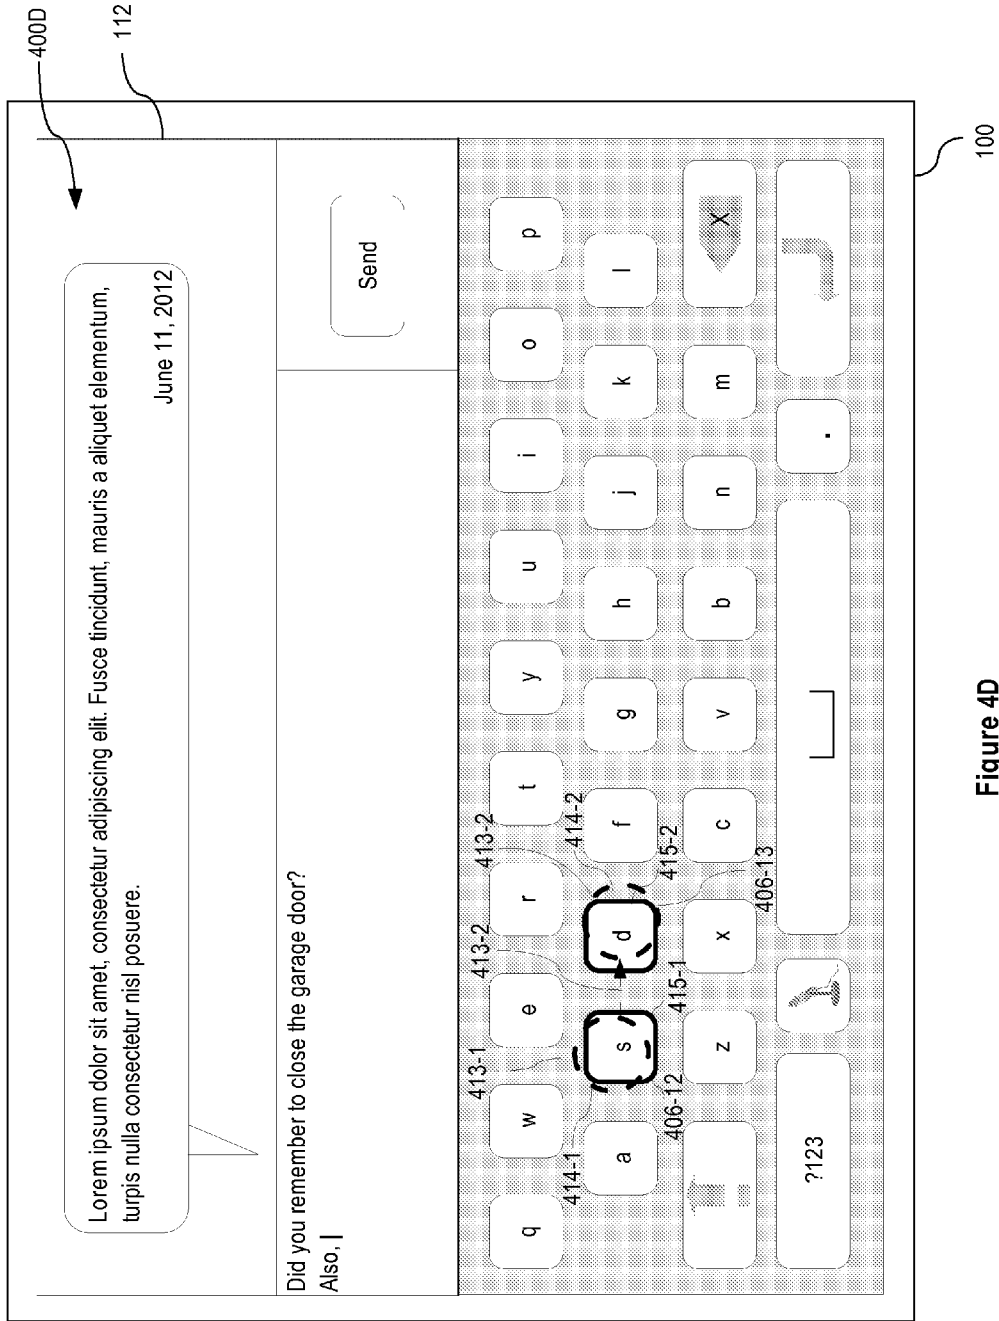 400D
112
Lorem ipsum dolor sit amet, consectetur adipiscing elit. Fusce tincidunt, mauris a aliquet elementum,
turpis nulla consectetur nisl posuere.
June 11, 2012
Did you remember to close the garage door?
Also,
Send
413-1
413-2
413-2
q w e r t y u i o p
414-1
414-2
a s d f g h j k l
406-12
415-1
415-2
z x c v b n m X
406-13
?123 .
100
Figure 4D